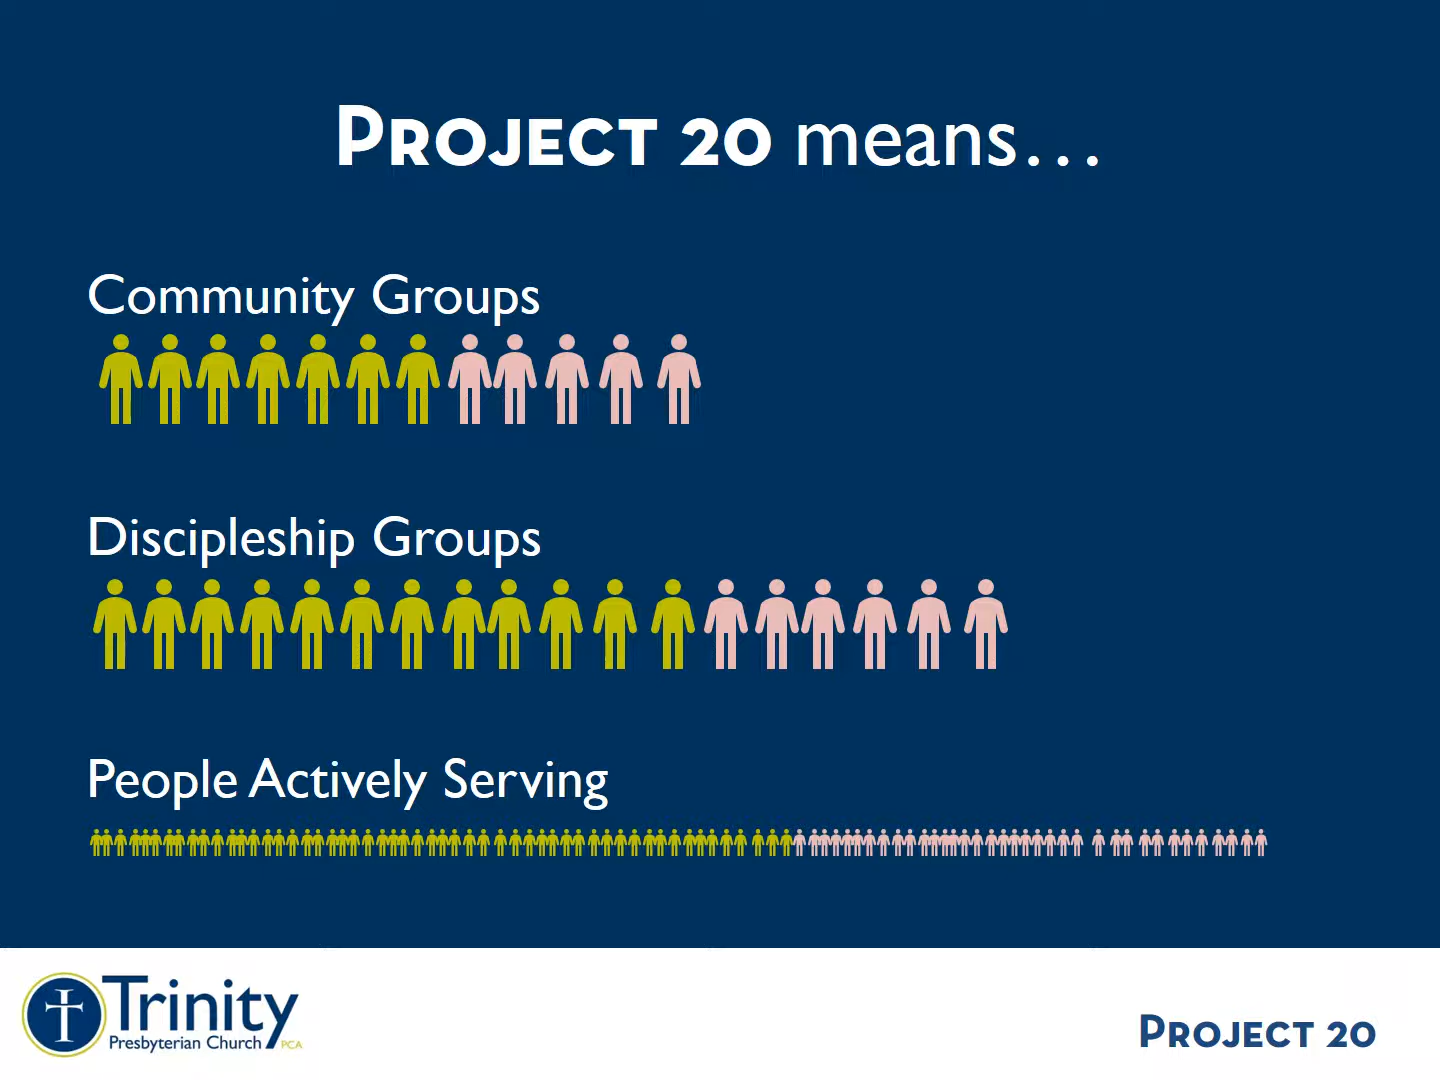 PROJECT 20 means...
Community Groups
Discipleship Groups
People Actively Serving
Trinity
Presbyterian Church PCA
PROJECT 20